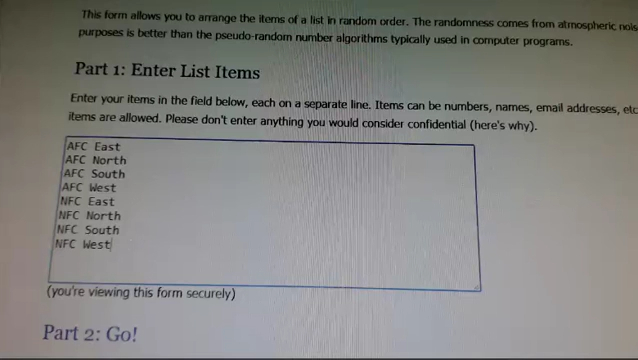 This form allows you to arrange the items of a list in random order. The randomness comes from atmospheric nois
purposes is better than the pseudo-random number algorithms typically used in computer programs.
Part 1: Enter List Items
Enter your items in the field below, each on a separate line. Items can be numbers, names, email addresses, etc
items are allowed. Please don't enter anything you would consider confidential (here's why).
AFC East
AFC North
AFC South
AFC West
NFC East
NFC North
NFC South
NFC West
(you're viewing this form securely)
Part 2: Go!